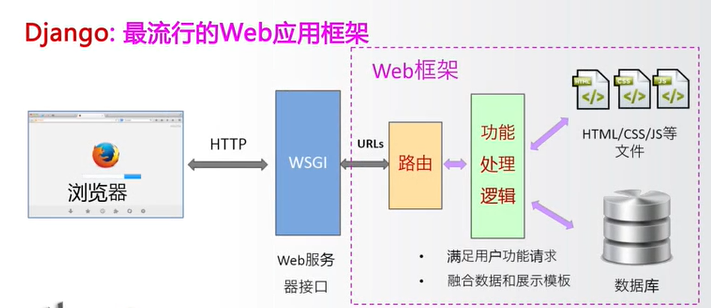 Django: 最流行的Web应用框架
Web框架
HTTP
WSGI
URLs
路由
功能
处理
逻辑
浏览器
HTML
CSS
JS
HTML/CSS/JS等
文件
Web服务
器接口
• 满足用户功能请求
• 融合数据和展示模板
数据库